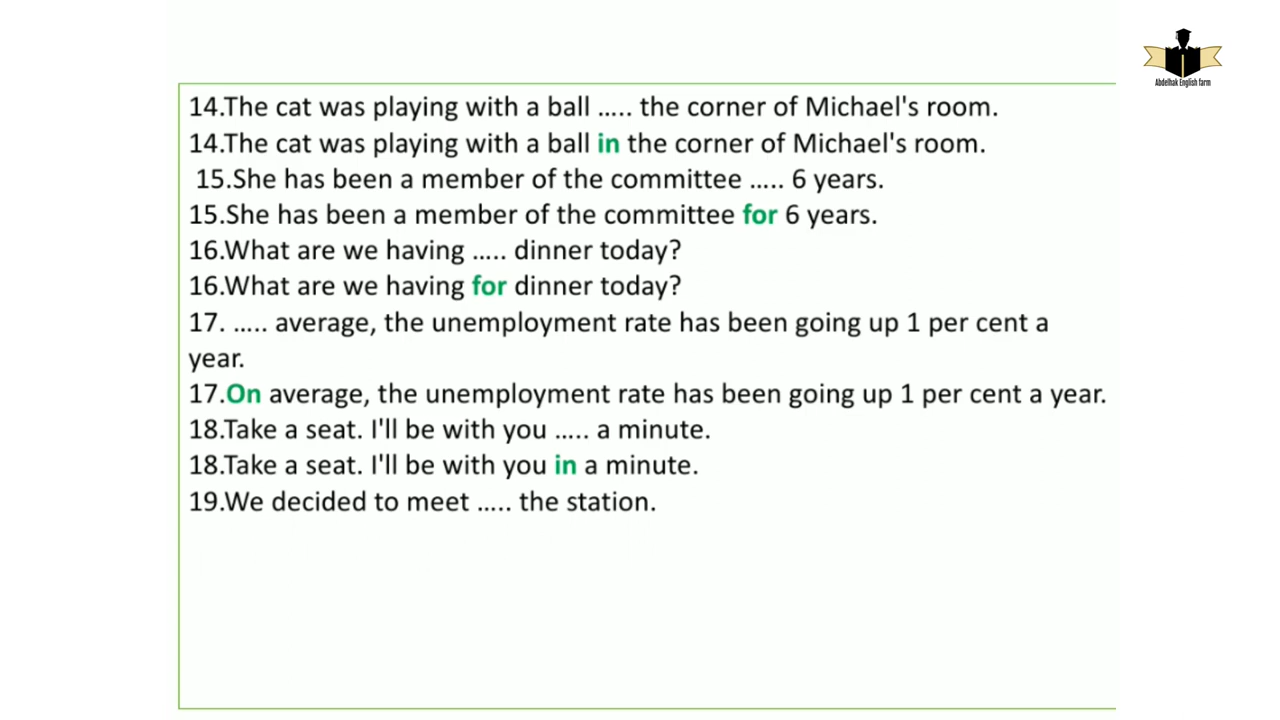 Abdelhak English farm
14.The cat was playing with a ball ..... the corner of Michael's room.
14.The cat was playing with a ball in the corner of Michael's room.
15.She has been a member of the committee ..... 6 years.
15.She has been a member of the committee for 6 years.
16.What are we having ..... dinner today?
16.What are we having for dinner today?
17. ..... average, the unemployment rate has been going up 1 per cent a
year.
17.On average, the unemployment rate has been going up 1 per cent a year.
18.Take a seat. I'll be with you ..... a minute.
18.Take a seat. I'll be with you in a minute.
19.We decided to meet ..... the station.